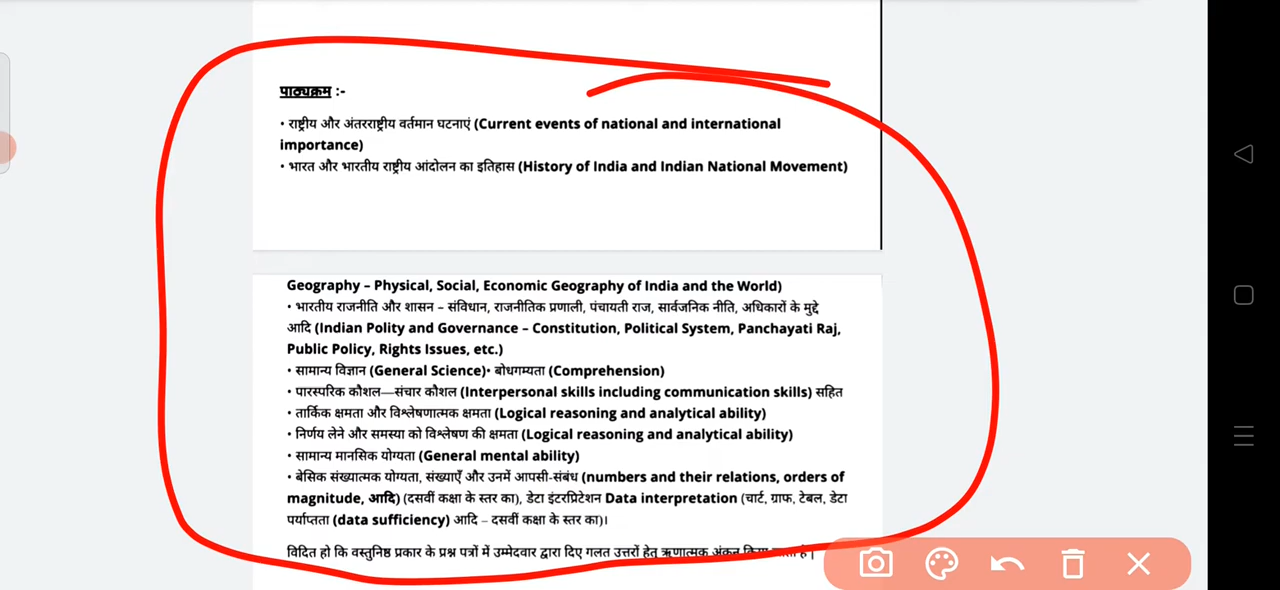 पाठ्यक्रम :-
• राष्ट्रीय और अंतरराष्ट्रीय वर्तमान घटनाएं (Current events of national and international
importance)
• भारत और भारतीय राष्ट्रीय आंदोलन का इतिहास (History of India and Indian National Movement)
Geography – Physical, Social, Economic Geography of India and the World)
• भारतीय राजनीति और शासन – संविधान, राजनीतिक प्रणाली, पंचायती राज, सार्वजनिक नीति, अधिकारों के मुद्दे
आदि (Indian Polity and Governance – Constitution, Political System, Panchayati Raj,
Public Policy, Rights Issues, etc.)
• सामान्य विज्ञान (General Science)• बोधगम्यता (Comprehension)
• पारस्परिक कौशल—संचार कौशल (Interpersonal skills including communication skills) सहित
• तार्किक क्षमता और विश्लेषणात्मक क्षमता (Logical reasoning and analytical ability)
• निर्णय लेने और समस्या को विश्लेषण की क्षमता (Logical reasoning and analytical ability)
• सामान्य मानसिक योग्यता (General mental ability)
• बेसिक संख्यात्मक योग्यता, संख्याएँ और उनमें आपसी-संबंध (numbers and their relations, orders of
magnitude, आदि) (दसवीं कक्षा के स्तर का), डेटा इंटरप्रिटेशन Data interpretation (चार्ट, ग्राफ, टेबल, डेटा
पर्याप्तता (data sufficiency) आदि – दसवीं कक्षा के स्तर का)।
विदित हो कि वस्तुनिष्ठ प्रकार के प्रश्न पत्रों में उम्मेदवार द्वारा दिए गलत उत्तरों हेतु ऋणात्मक अंकन किया जाता है |